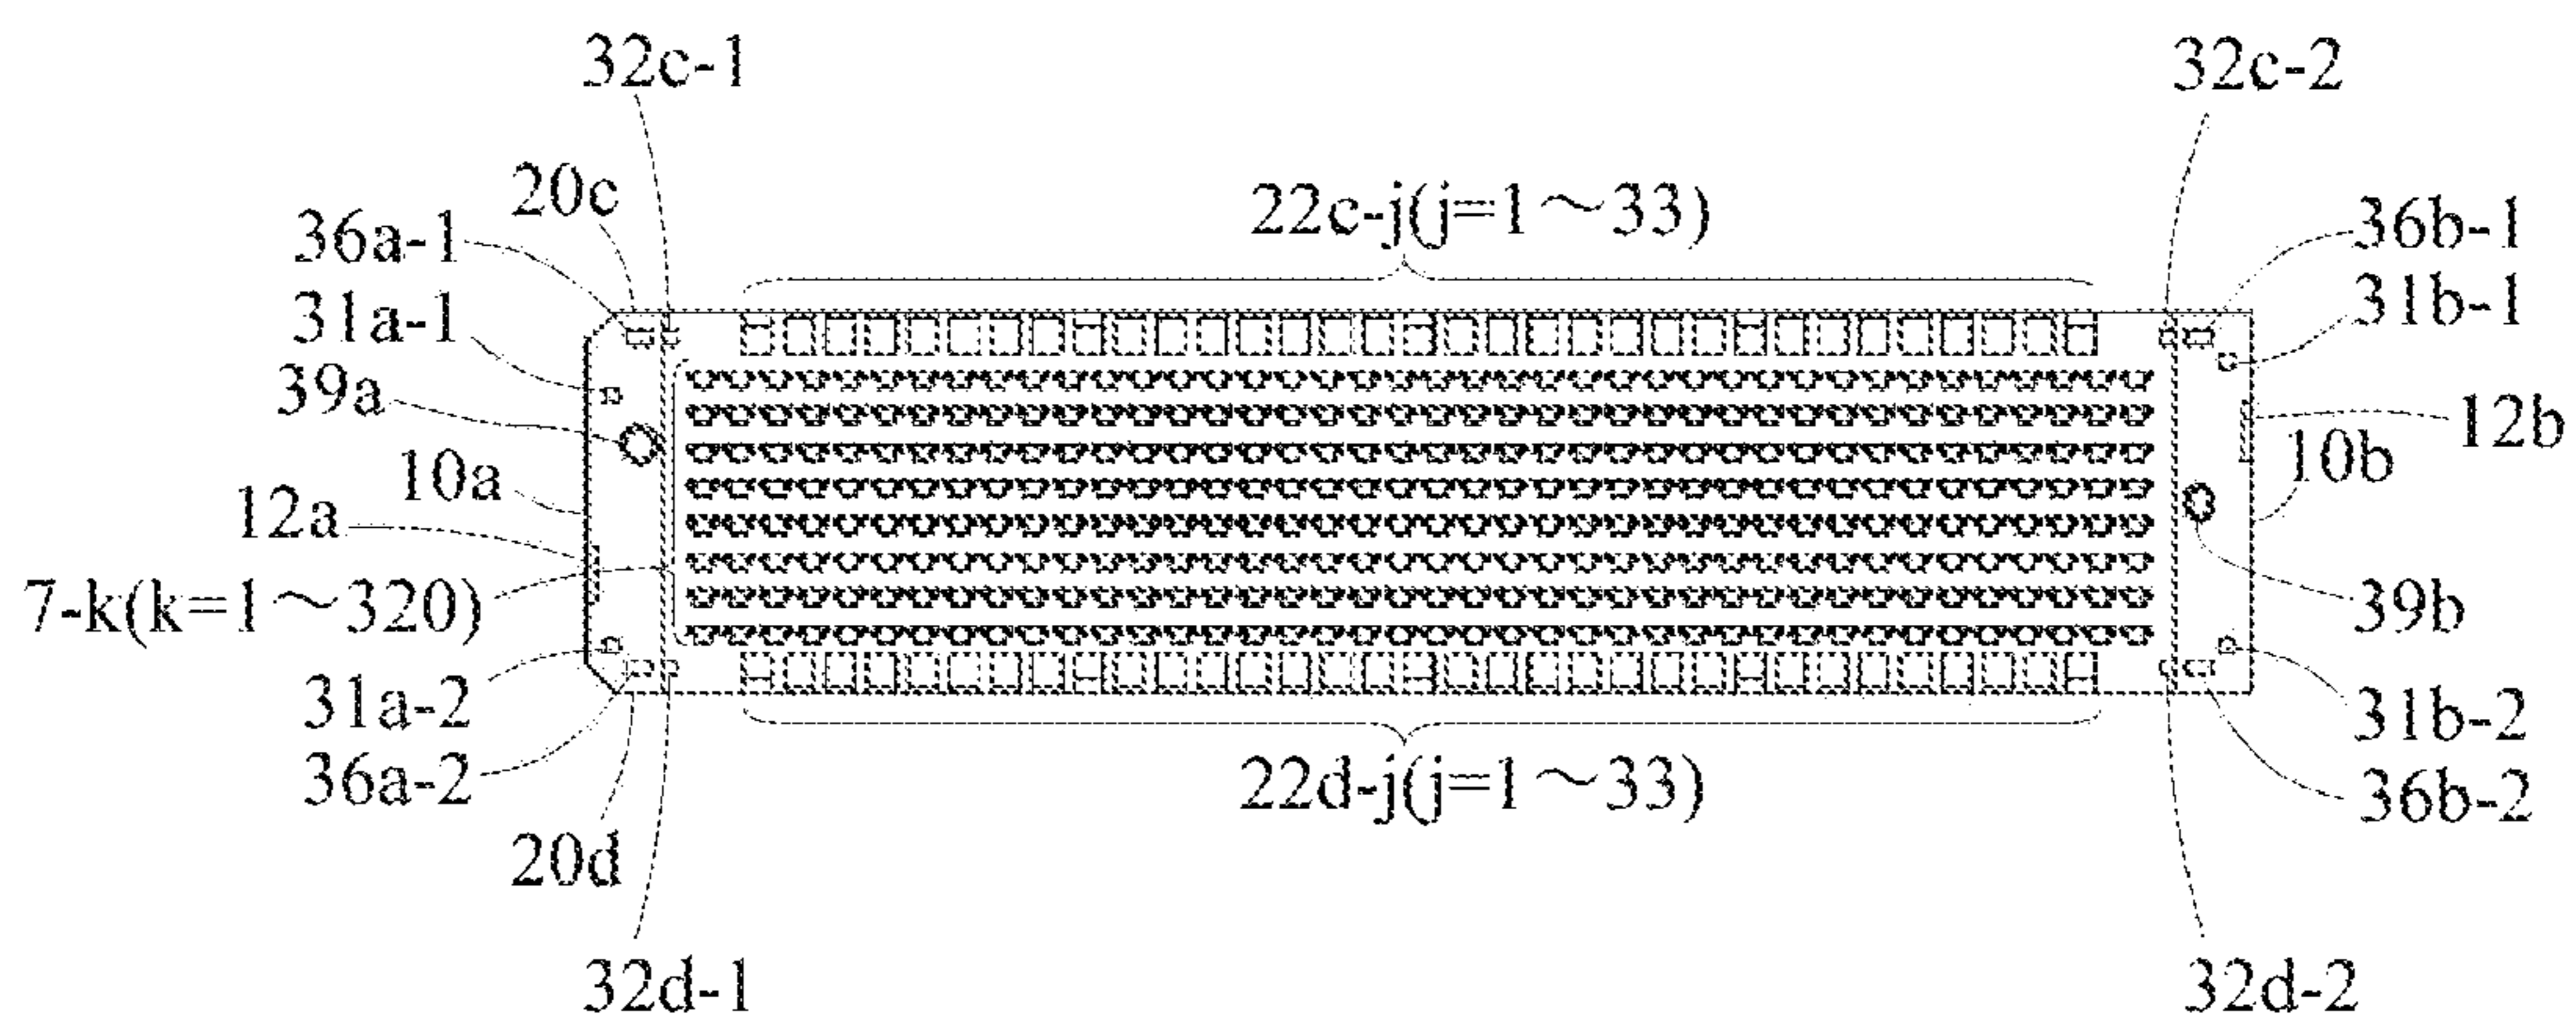 32c-1
32c-2
20c
22c-j(j=1～33)
36a-1
36b-1
31a-1
31b-1
39a
12b
10a
10b
12a
7-k(k=1～320)
39b
31a-2
31b-2
36a-2
22d-j(j=1～33)
36b-2
20d
32d-1
32d-2